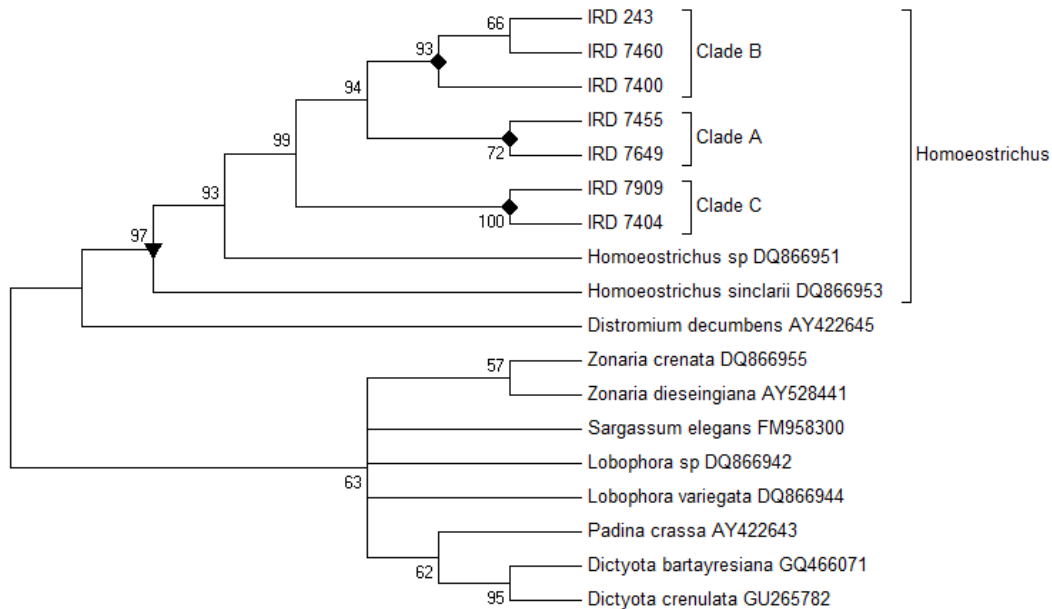 66
IRD 243
93
IRD 7460
Clade B
94
IRD 7400
IRD 7455
99
Clade A
72
IRD 7649
Homoeostrichus
93
IRD 7909
Clade C
100
IRD 7404
97
Homoeostrichus sp DQ866951
Homoeostrichus sinclarii DQ866953
Distromium decumbens AY422645
57
Zonaria crenata DQ866955
Zonaria dieseingiana AY528441
Sargassum elegans FM958300
Lobophora sp DQ866942
63
Lobophora variegata DQ866944
Padina crassa AY422643
62
Dictyota bartayresiana GQ466071
95
Dictyota crenulata GU265782